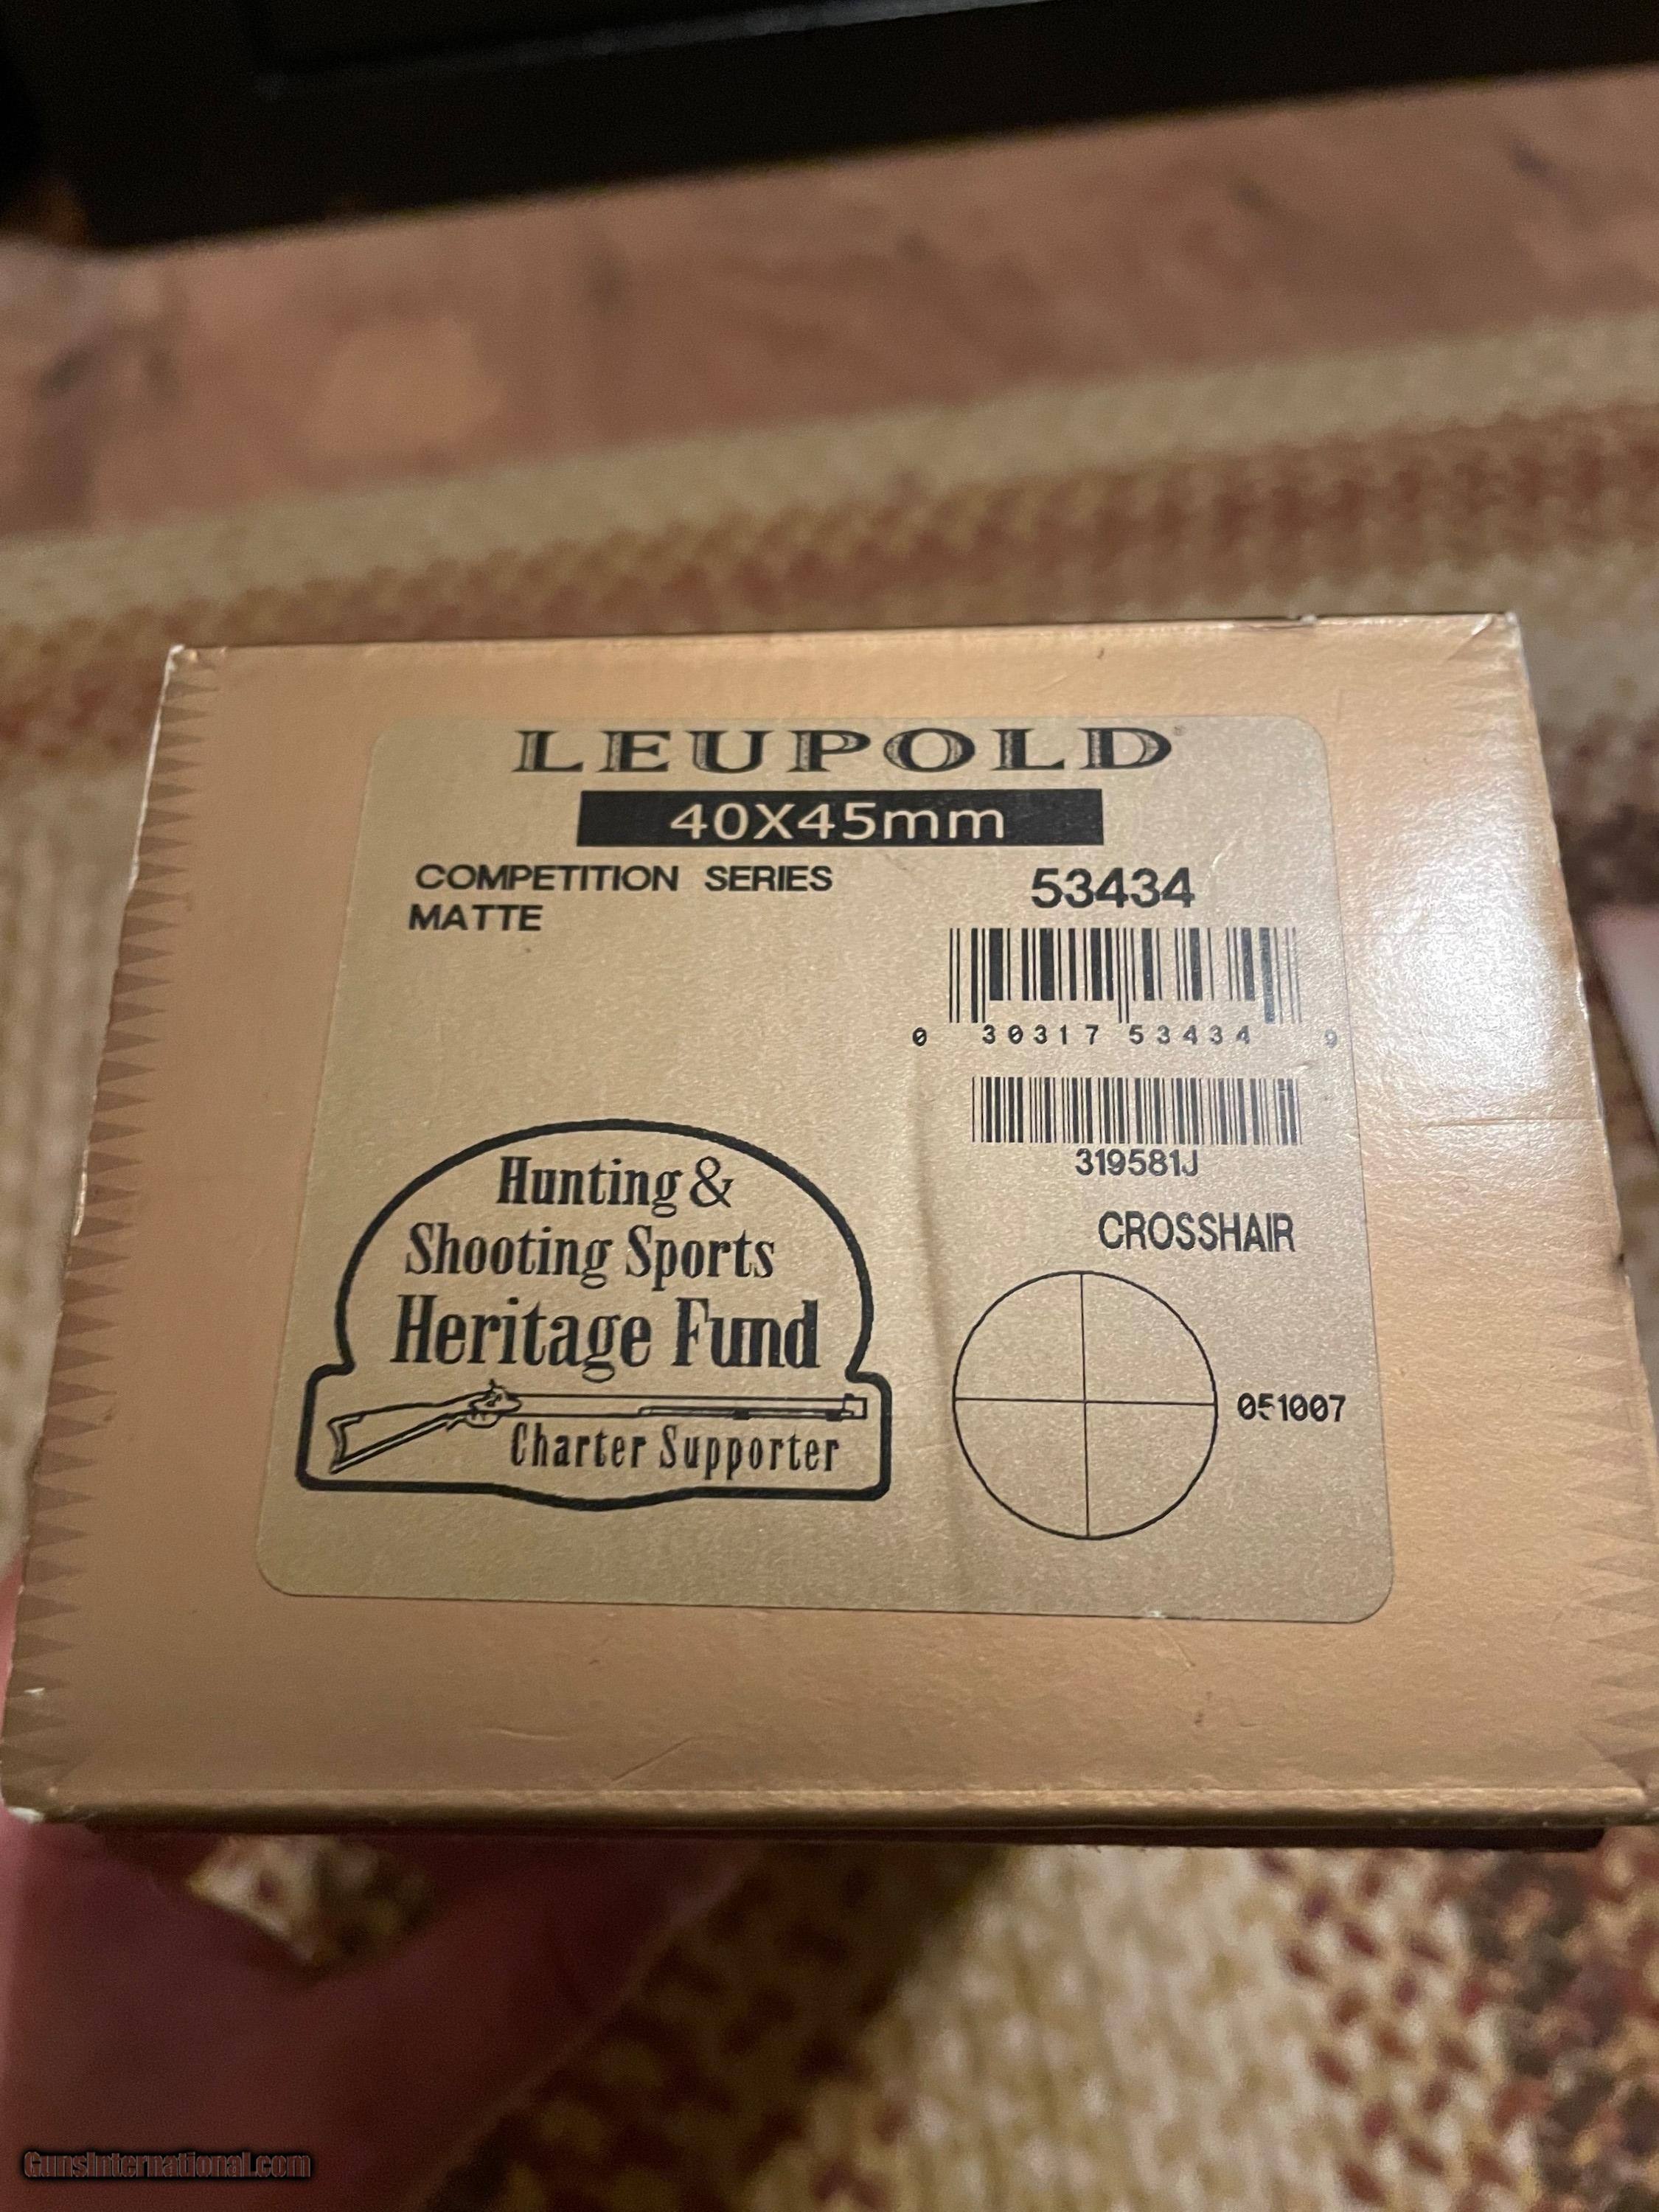 LEUPOLD®
40X45mm
COMPETITION SERIES
MATTE
53434
0 30317 53434 9
319581J
CROSSHAIR
051007
Hunting &
Shooting Sports
Heritage Fund
Charter Supporter
GunsInternational.com